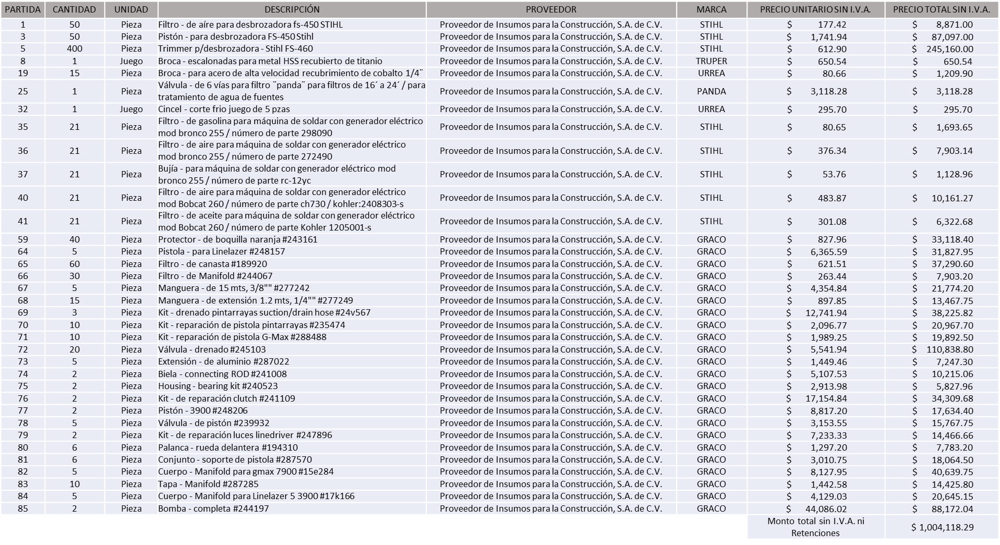 PARTIDA CANTIDAD UNIDAD DESCRIPCIÓN PROVEEDOR MARCA PRECIO UNITARIO SIN I.V.A. PRECIO TOTAL SIN I.V.A.
1 50 Pieza Filtro - de aíre para desbrozadora fs-450 STIHL Proveedor de Insumos para la Construcción, S.A. de C.V. STIHL $ 177.42 $ 8,871.00
3 50 Pieza Pistón - para desbrozadora FS-450 Stihl Proveedor de Insumos para la Construcción, S.A. de C.V. STIHL $ 1,741.94 $ 87,097.00
5 400 Pieza Trimmer p/desbrozadora - Stihl FS-460 Proveedor de Insumos para la Construcción, S.A. de C.V. STIHL $ 612.90 $ 245,160.00
8 1 Juego Broca - escalonadas para metal HSS recubierto de titanio Proveedor de Insumos para la Construcción, S.A. de C.V. TRUPER $ 650.54 $ 650.54
19 15 Pieza Broca - para acero de alta velocidad recubrimiento de cobalto 1/4¨ Proveedor de Insumos para la Construcción, S.A. de C.V. URREA $ 80.66 $ 1,209.90
25 1 Pieza Válvula - de 6 vías para filtro ¨panda¨ para filtros de 16´ a 24´ / para
tratamiento de agua de fuentes Proveedor de Insumos para la Construcción, S.A. de C.V. PANDA $ 3,118.28 $ 3,118.28
32 1 Juego Cincel - corte frio juego de 5 pzas Proveedor de Insumos para la Construcción, S.A. de C.V. URREA $ 295.70 $ 295.70
35 21 Pieza Filtro - de gasolina para máquina de soldar con generador eléctrico
mod bronco 255 / número de parte 298090 Proveedor de Insumos para la Construcción, S.A. de C.V. STIHL $ 80.65 $ 1,693.65
36 21 Pieza Filtro - de aire para máquina de soldar con generador eléctrico
mod bronco 255 / número de parte 272490 Proveedor de Insumos para la Construcción, S.A. de C.V. STIHL $ 376.34 $ 7,903.14
37 21 Pieza Bujía - para máquina de soldar con generador eléctrico mod
bronco 255 / número de parte rc-12yc Proveedor de Insumos para la Construcción, S.A. de C.V. STIHL $ 53.76 $ 1,128.96
40 21 Pieza Filtro - de aire para máquina de soldar con generador eléctrico
mod Bobcat 260 / número de parte ch730 / kohler:2408303-s Proveedor de Insumos para la Construcción, S.A. de C.V. STIHL $ 483.87 $ 10,161.27
41 21 Pieza Filtro - de aceite para máquina de soldar con generador eléctrico
mod Bobcat 260 / número de parte Kohler 1205001-s Proveedor de Insumos para la Construcción, S.A. de C.V. STIHL $ 301.08 $ 6,322.68
59 40 Pieza Protector - de boquilla naranja #243161 Proveedor de Insumos para la Construcción, S.A. de C.V. GRACO $ 827.96 $ 33,118.40
64 5 Pieza Pistola - para Linelazer #248157 Proveedor de Insumos para la Construcción, S.A. de C.V. GRACO $ 6,365.59 $ 31,827.95
65 60 Pieza Filtro - de canasta #189920 Proveedor de Insumos para la Construcción, S.A. de C.V. GRACO $ 621.51 $ 37,290.60
66 30 Pieza Filtro - de Manifold #244067 Proveedor de Insumos para la Construcción, S.A. de C.V. GRACO $ 263.44 $ 7,903.20
67 5 Pieza Manguera - de 15 mts, 3/8"" #277242 Proveedor de Insumos para la Construcción, S.A. de C.V. GRACO $ 4,354.84 $ 21,774.20
68 15 Pieza Manguera - de extensión 1.2 mts, 1/4"" #277249 Proveedor de Insumos para la Construcción, S.A. de C.V. GRACO $ 897.85 $ 13,467.75
69 3 Pieza Kit - drenado pintarrayas suction/drain hose #24v567 Proveedor de Insumos para la Construcción, S.A. de C.V. GRACO $ 12,741.94 $ 38,225.82
70 10 Pieza Kit - reparación de pistola pintarrayas #235474 Proveedor de Insumos para la Construcción, S.A. de C.V. GRACO $ 2,096.77 $ 20,967.70
71 10 Pieza Kit - reparación de pistola G-Max #288488 Proveedor de Insumos para la Construcción, S.A. de C.V. GRACO $ 1,989.25 $ 19,892.50
72 20 Pieza Válvula - drenado #245103 Proveedor de Insumos para la Construcción, S.A. de C.V. GRACO $ 5,541.94 $ 110,838.80
73 5 Pieza Extensión - de aluminio #287022 Proveedor de Insumos para la Construcción, S.A. de C.V. GRACO $ 1,449.46 $ 7,247.30
74 2 Pieza Biela - connecting ROD #241008 Proveedor de Insumos para la Construcción, S.A. de C.V. GRACO $ 5,107.53 $ 10,215.06
75 2 Pieza Housing - bearing kit #240523 Proveedor de Insumos para la Construcción, S.A. de C.V. GRACO $ 2,913.98 $ 5,827.96
76 2 Pieza Kit - de reparación clutch #241109 Proveedor de Insumos para la Construcción, S.A. de C.V. GRACO $ 17,154.84 $ 34,309.68
77 2 Pieza Pistón - 3900 #248206 Proveedor de Insumos para la Construcción, S.A. de C.V. GRACO $ 8,817.20 $ 17,634.40
78 5 Pieza Válvula - de pistón #239932 Proveedor de Insumos para la Construcción, S.A. de C.V. GRACO $ 3,153.55 $ 15,767.75
79 2 Pieza Kit - de reparación luces linedriver #247896 Proveedor de Insumos para la Construcción, S.A. de C.V. GRACO $ 7,233.33 $ 14,466.66
80 6 Pieza Palanca - rueda delantera #194310 Proveedor de Insumos para la Construcción, S.A. de C.V. GRACO $ 1,297.20 $ 7,783.20
81 6 Pieza Conjunto - soporte de pistola #287570 Proveedor de Insumos para la Construcción, S.A. de C.V. GRACO $ 3,010.75 $ 18,064.50
82 5 Pieza Cuerpo - Manifold para gmax 7900 #15e284 Proveedor de Insumos para la Construcción, S.A. de C.V. GRACO $ 8,127.95 $ 40,639.75
83 10 Pieza Tapa - Manifold #287285 Proveedor de Insumos para la Construcción, S.A. de C.V. GRACO $ 1,442.58 $ 14,425.80
84 5 Pieza Cuerpo - Manifold para Linelazer 5 3900 #17k166 Proveedor de Insumos para la Construcción, S.A. de C.V. GRACO $ 4,129.03 $ 20,645.15
85 2 Pieza Bomba - completa #244197 Proveedor de Insumos para la Construcción, S.A. de C.V. GRACO $ 44,086.02 $ 88,172.04
Monto total sin I.V.A. ni
Retenciones $ 1,004,118.29